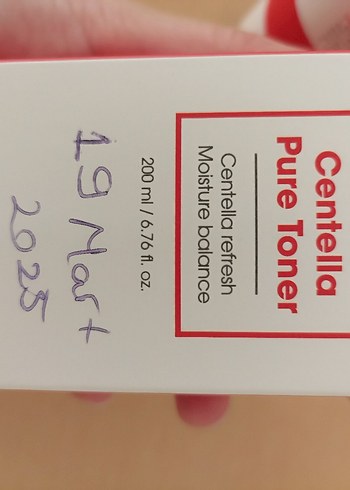 Centella
Pure Toner
Centella refresh
Moisture balance
200 ml / 6.76 fl. oz.
19 Mart
2025